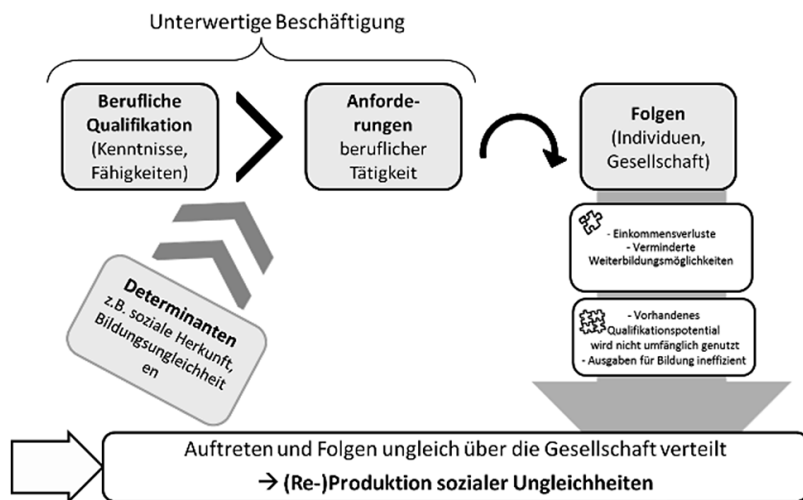 Unterwertige Beschäftigung
Berufliche
Qualifikation
(Kenntnisse,
Fähigkeiten)
Anforde-
rungen
beruflicher
Tätigkeit
Folgen
(Individuen,
Gesellschaft)
- Einkommensverluste
- Verminderte
Weiterbildungsmöglichkeiten
- Vorhandenes
Qualifikationspotential
wird nicht umfänglich genutzt
- Ausgaben für Bildung ineffizient
Determinanten
z.B. soziale Herkunft,
Bildungsungleichheit
en
Auftreten und Folgen ungleich über die Gesellschaft verteilt
→ (Re-)Produktion sozialer Ungleichheiten